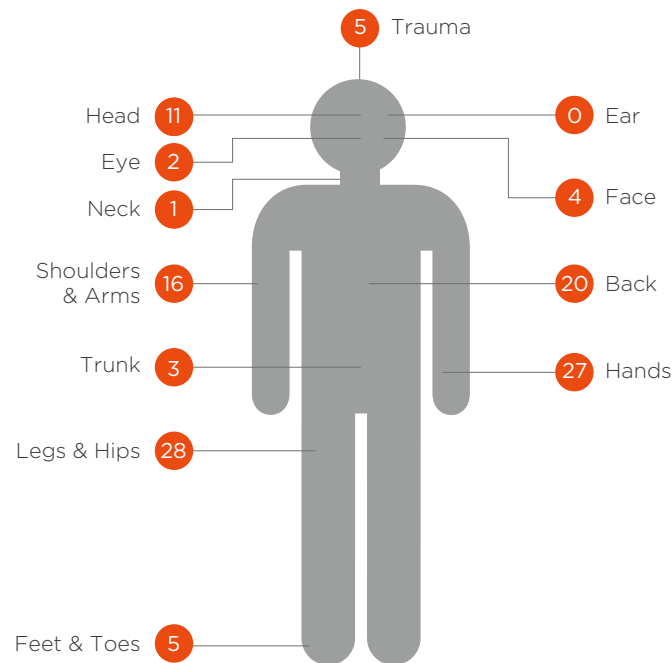 5 Trauma
Head 11
0 Ear
Eye 2
Neck 1
4 Face
Shoulders
& Arms 16
20 Back
Trunk 3
27 Hands
Legs & Hips 28
Feet & Toes 5